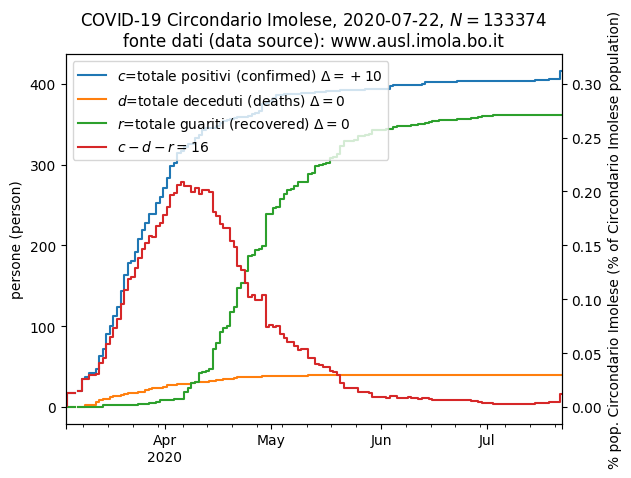 COVID-19 Circondario Imolese, 2020-07-22, N = 133374
fonte dati (data source): www.ausl.imola.bo.it
c=totale positivi (confirmed) Δ = +10
d=totale deceduti (deaths) Δ = 0
r=totale guariti (recovered) Δ = 0
c − d − r = 16
persone (person)
400
300
200
100
0
0.30
0.25
0.20
0.15
0.10
0.05
0.00
% pop. Circondario Imolese (% of Circondario Imolese population)
Apr
2020
May
Jun
Jul